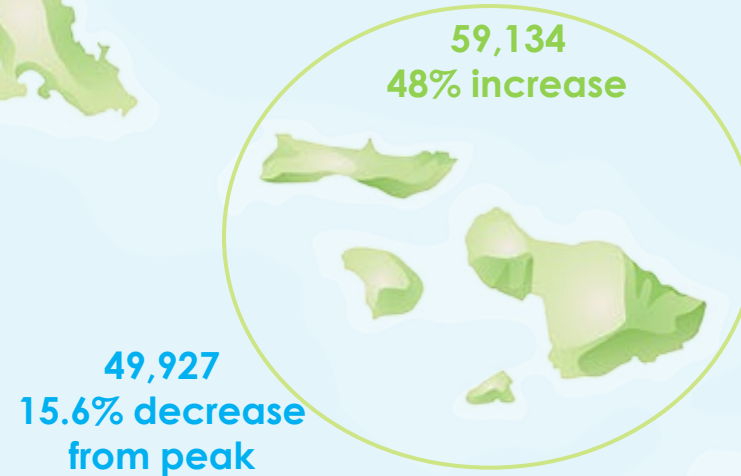 59,134
48% increase
49,927
15.6% decrease
from peak